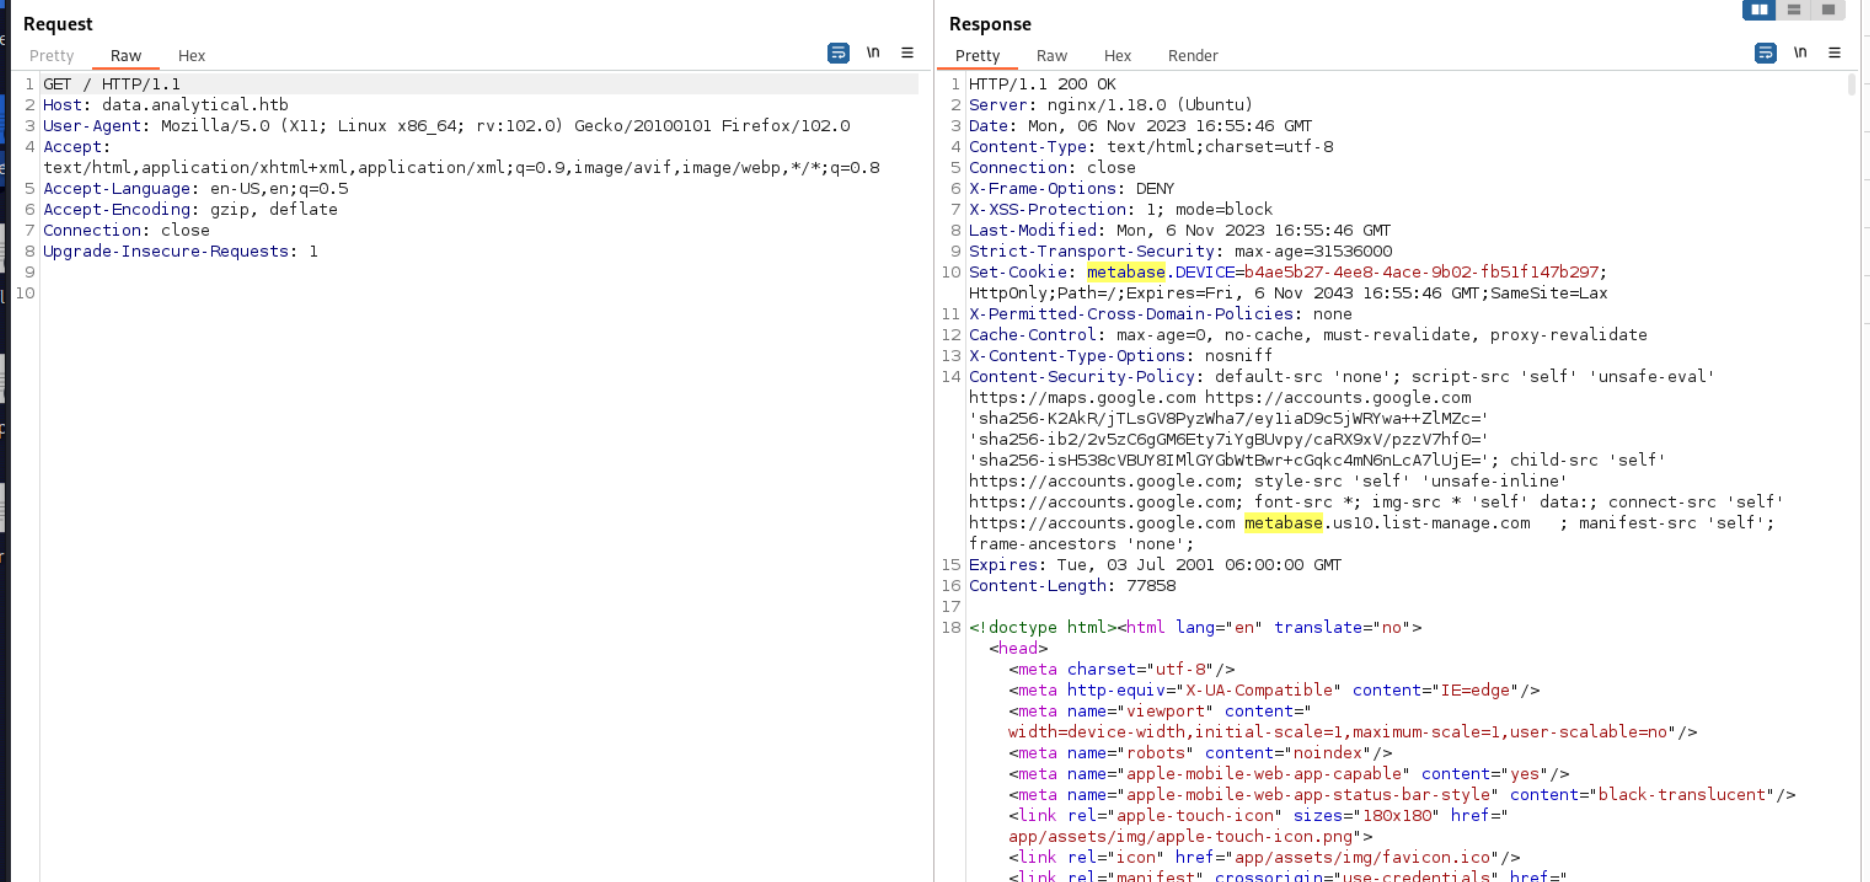 Request
Pretty Raw Hex
\n
1 GET / HTTP/1.1
2 Host: data.analytical.htb
3 User-Agent: Mozilla/5.0 (X11; Linux x86_64; rv:102.0) Gecko/20100101 Firefox/102.0
4 Accept:
text/html,application/xhtml+xml,application/xml;q=0.9,image/avif,image/webp,*/*;q=0.8
5 Accept-Language: en-US,en;q=0.5
6 Accept-Encoding: gzip, deflate
7 Connection: close
8 Upgrade-Insecure-Requests: 1
9
10
Response
Pretty Raw Hex Render
\n
1 HTTP/1.1 200 OK
2 Server: nginx/1.18.0 (Ubuntu)
3 Date: Mon, 06 Nov 2023 16:55:46 GMT
4 Content-Type: text/html;charset=utf-8
5 Connection: close
6 X-Frame-Options: DENY
7 X-XSS-Protection: 1; mode=block
8 Last-Modified: Mon, 6 Nov 2023 16:55:46 GMT
9 Strict-Transport-Security: max-age=31536000
10 Set-Cookie: metabase.DEVICE=b4ae5b27-4ee8-4ace-9b02-fb51f147b297;
HttpOnly;Path=/;Expires=Fri, 6 Nov 2043 16:55:46 GMT;SameSite=Lax
11 X-Permitted-Cross-Domain-Policies: none
12 Cache-Control: max-age=0, no-cache, must-revalidate, proxy-revalidate
13 X-Content-Type-Options: nosniff
14 Content-Security-Policy: default-src 'none'; script-src 'self' 'unsafe-eval'
https://maps.google.com https://accounts.google.com
'sha256-K2AkR/jTLsGV8PyzWha7/ey1iaD9c5jWRYwa++ZlMZc='
'sha256-ib2/2v5zC6gGM6Ety7iYgBUvpy/caRX9xV/pzzV7hf0='
'sha256-isH538cVBUY8IMlGYGbWtBwr+cGqkc4mN6nLcA7lUjE='; child-src 'self'
https://accounts.google.com; style-src 'self' 'unsafe-inline'
https://accounts.google.com; font-src *; img-src * 'self' data:; connect-src 'self'
https://accounts.google.com metabase.us10.list-manage.com   ; manifest-src 'self';
frame-ancestors 'none';
15 Expires: Tue, 03 Jul 2001 06:00:00 GMT
16 Content-Length: 77858
17
18 <!doctype html><html lang="en" translate="no">
<head>
<meta charset="utf-8"/>
<meta http-equiv="X-UA-Compatible" content="IE=edge"/>
<meta name="viewport" content="
width=device-width,initial-scale=1,maximum-scale=1,user-scalable=no"/>
<meta name="robots" content="noindex"/>
<meta name="apple-mobile-web-app-capable" content="yes"/>
<meta name="apple-mobile-web-app-status-bar-style" content="black-translucent"/>
<link rel="apple-touch-icon" sizes="180x180" href="
app/assets/img/apple-touch-icon.png">
<link rel="icon" href="app/assets/img/favicon.ico"/>
<link rel="manifest" crossorigin="use-credentials" href="